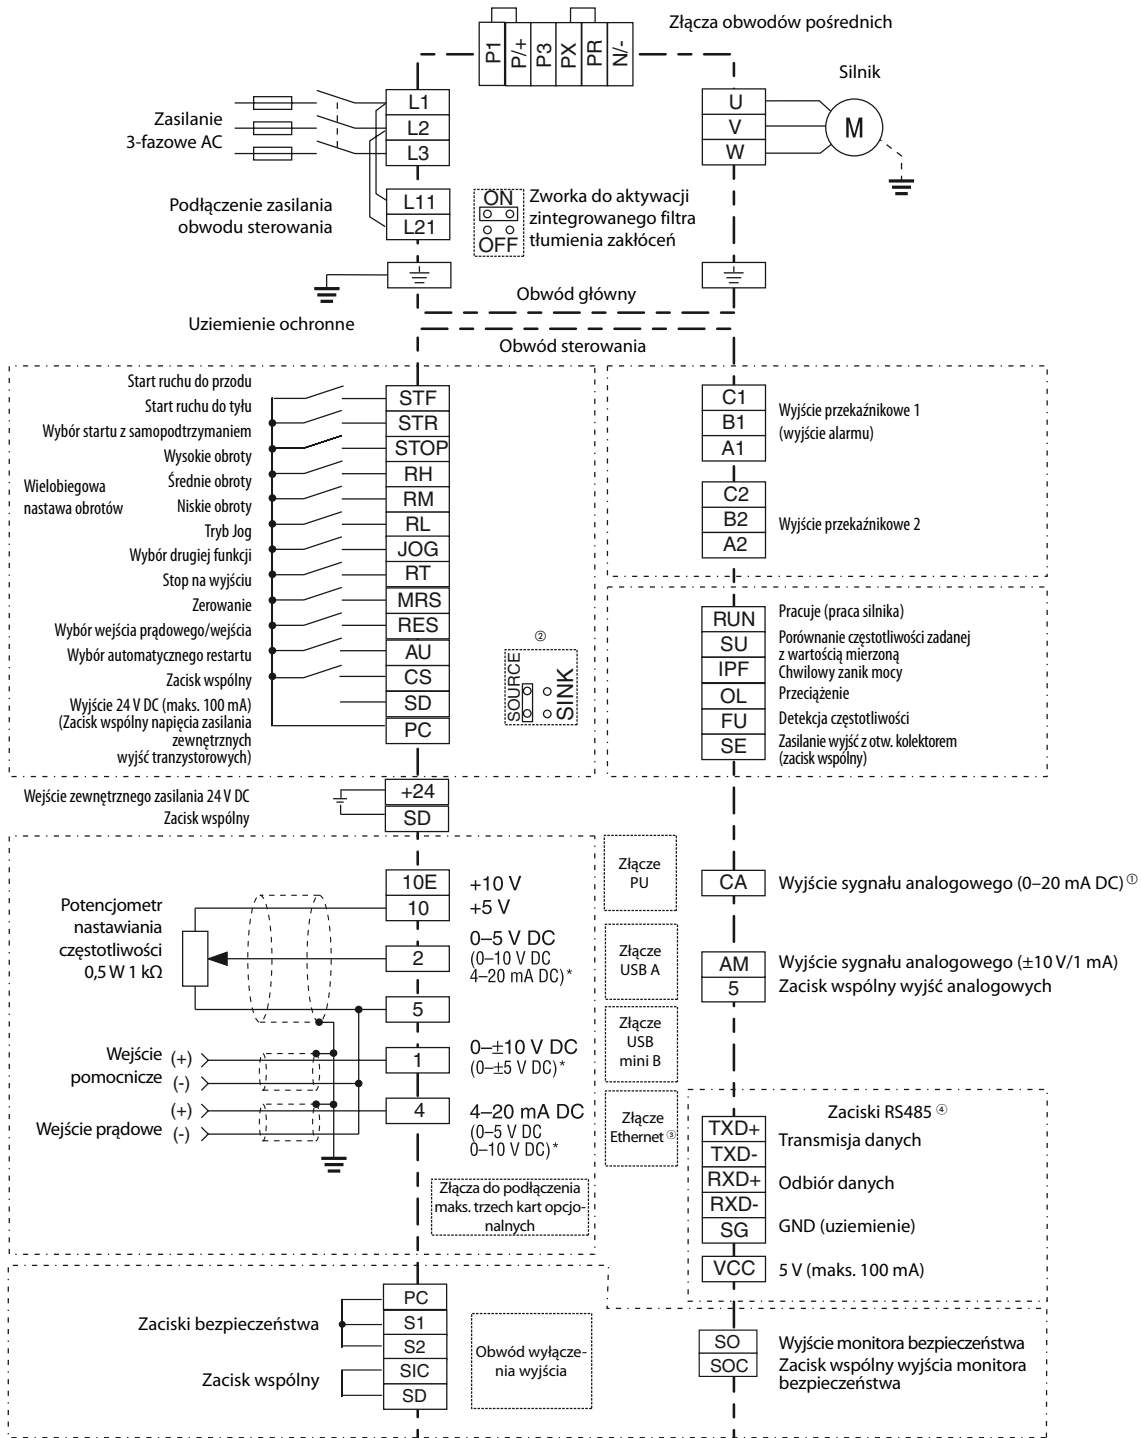 Złącza obwodów pośrednich
P1
P/+
P3
PX
PR
N/-
Silnik
Zasilanie
3-fazowe AC
L1
L2
L3
U
V
W
M
Podłączenie zasilania
obwodu sterowania
L11
L21
ON
OFF
Zworka do aktywacji
zintegrowanego filtra
tłumienia zakłóceń
Uziemienie ochronne
Obwód główny
Obwód sterowania
Start ruchu do przodu
Start ruchu do tyłu
Wybór startu z samopodtrzymaniem
Wysokie obroty
Średnie obroty
Niskie obroty
Wielobiegowa
nastawa obrotów
Tryb Jog
Wybór drugiej funkcji
Stop na wyjściu
Zerowanie
Wybór wejścia prądowego/wejścia
Wybór automatycznego restartu
Zacisk wspólny
Wyjście 24 V DC (maks. 100 mA)
(Zacisk wspólny napięcia zasilania
zewnętrznych
wyjść tranzystorowych)
STF
STR
STOP
RH
RM
RL
JOG
RT
MRS
RES
AU
CS
SD
PC
②
SOURCE
SINK
C1
B1
A1
Wyjście przekaźnikowe 1
(wyjście alarmu)
C2
B2
A2
Wyjście przekaźnikowe 2
RUN
SU
IPF
OL
FU
SE
Pracuje (praca silnika)
Porównanie częstotliwości zadanej
z wartością mierzoną
Chwilowy zanik mocy
Przeciążenie
Detekcja częstotliwości
Zasilanie wyjść z otw. kolektorem
(zacisk wspólny)
Wejście zewnętrznego zasilania 24 V DC
Zacisk wspólny
+24
SD
Potencjometr
nastawiania
częstotliwości
0,5 W 1 kΩ
10E
10
2
5
1
4
+10 V
+5 V
0–5 V DC
(0–10 V DC
4–20 mA DC)*
0–±10 V DC
(0–±5 V DC)*
4–20 mA DC
(0–5 V DC
0–10 V DC)*
Wejście
pomocnicze
(+)
(-)
Wejście prądowe
(+)
(-)
Złącza do podłączenia
maks. trzech kart opcjo-
nalnych
Złącze
PU
Złącze
USB A
Złącze
USB
mini B
Złącze
Ethernet ③
CA
Wyjście sygnału analogowego (0–20 mA DC) ①
AM
5
Wyjście sygnału analogowego (±10 V/1 mA)
Zacisk wspólny wyjść analogowych
Zaciski RS485 ④
TXD+
TXD-
RXD+
RXD-
SG
VCC
Transmisja danych
Odbiór danych
GND (uziemienie)
5 V (maks. 100 mA)
Zaciski bezpieczeństwa
Zacisk wspólny
PC
S1
S2
SIC
SD
Obwód wyłącze-
nia wyjścia
SO
SOC
Wyjście monitora bezpieczeństwa
Zacisk wspólny wyjścia monitora
bezpieczeństwa